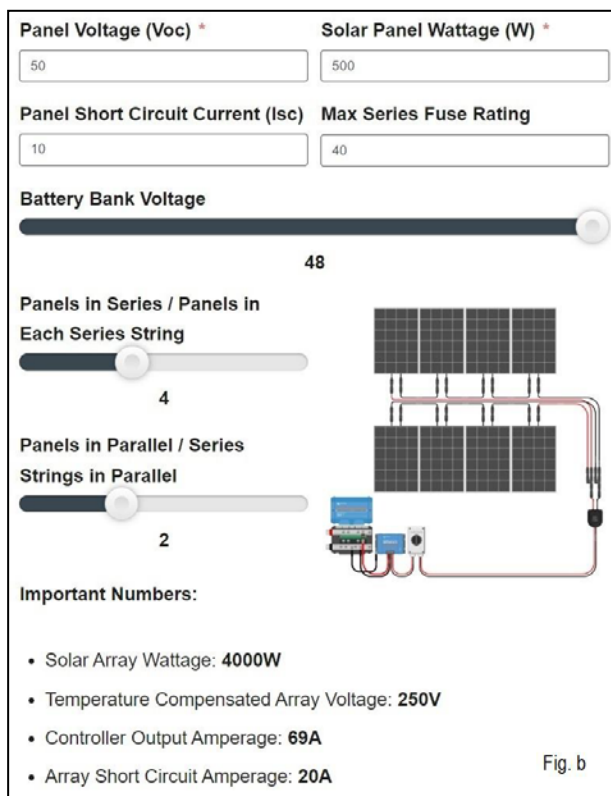 Panel Voltage (Voc) *
Solar Panel Wattage (W) *
50
500
Panel Short Circuit Current (Isc)
Max Series Fuse Rating
10
40
Battery Bank Voltage
48
Panels in Series / Panels in
Each Series String
4
Panels in Parallel / Series
Strings in Parallel
2
Important Numbers:
• Solar Array Wattage: 4000W
• Temperature Compensated Array Voltage: 250V
• Controller Output Amperage: 69A
• Array Short Circuit Amperage: 20A
Fig. b